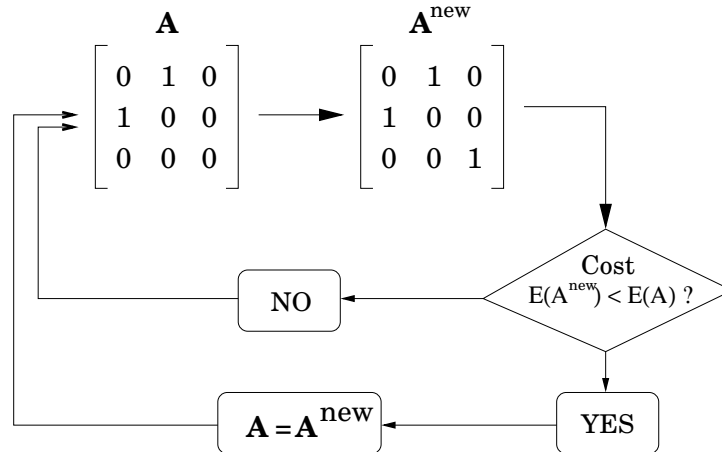 A
0 1 0
1 0 0
0 0 0
A^new
0 1 0
1 0 0
0 0 1
Cost
E(A^new) < E(A) ?
NO
YES
A = A^new